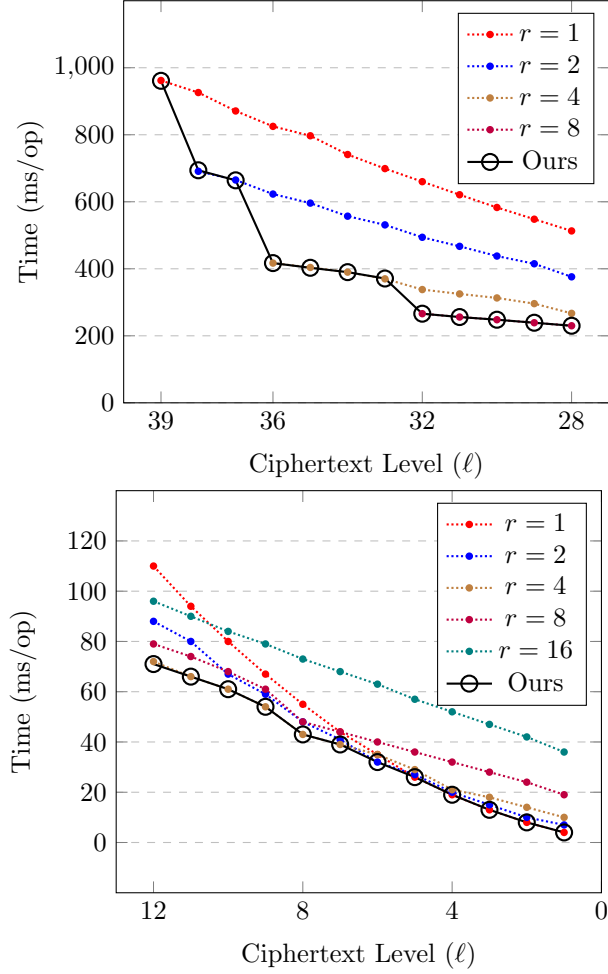 1,000
800
600
400
200
0
Time (ms/op)
39
36
32
28
Ciphertext Level (ℓ)
r = 1
r = 2
r = 4
r = 8
Ours
120
100
80
60
40
20
0
Time (ms/op)
12
8
4
0
Ciphertext Level (ℓ)
r = 1
r = 2
r = 4
r = 8
r = 16
Ours